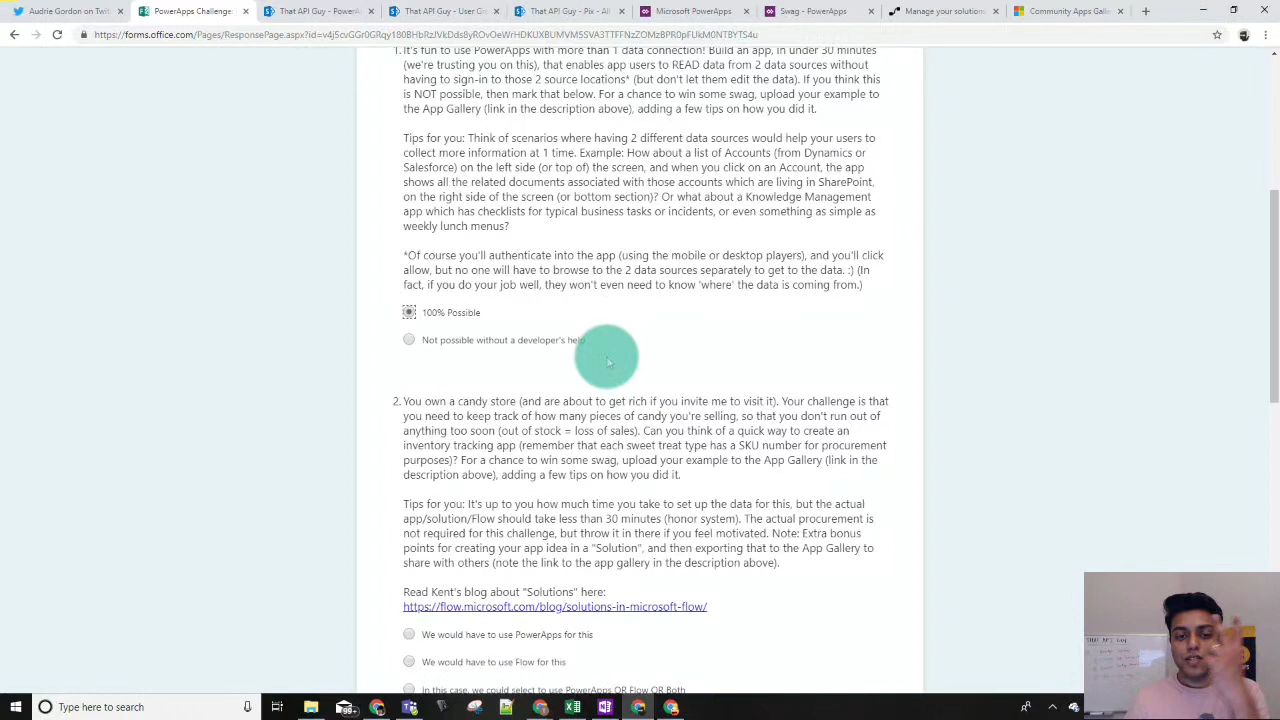 Audrie Gordon on Twitter
PowerApps Challenge
That API Guy - PowerA
That API Guy - User Gro
That API Guy - Pix - All
Microsoft PowerApps
Swag - PowerApps
Manage your solutions
Community Apps Galle
https://forms.office.com/Pages/ResponsePage.aspx?id=v4j5cvGGr0GRqy180BHbRzcULDds8yROvOeWrHDKUXBUMVM5SVA3TTFFZVFZOMzBPR0pFUkM0NTBYTS4u
1. It's fun to use PowerApps with more than 1 data connection! Build an app, in under 30 minutes
(we're trusting you on this), that enables app users to READ data from 2 data sources without
having to sign-in to those 2 source locations* (but don't let them edit the data). If you think this
is NOT possible, then mark that below. For a chance to win some swag, upload your example to
the App Gallery (link in the description above), adding a few tips on how you did it.
Tips for you: Think of scenarios where having 2 different data sources would help your users to
collect more information at 1 time. Example: How about a list of Accounts (from Dynamics or
Salesforce) on the left side (or top of) the screen, and when you click on an Account, the app
shows all the related documents associated with those accounts which are living in SharePoint,
on the right side of the screen (or bottom section)? Or what about a Knowledge Management
app which has checklists for typical business tasks or incidents, or even something as simple as
weekly lunch menus?
*Of course you'll authenticate into the app (using the mobile or desktop players), and you'll click
allow, but no one will have to browse to the 2 data sources separately to get to the data. :) (In
fact, if you do your job well, they won't even need to know 'where' the data is coming from.)
100% Possible
Not possible without a developer's help
2. You own a candy store (and are about to get rich if you invite me to visit it). Your challenge is that
you need to keep track of how many pieces of candy you're selling, so that you don't run out of
anything too soon (out of stock = loss of sales). Can you think of a quick way to create an
inventory tracking app (remember that each sweet treat type has a SKU number for procurement
purposes)? For a chance to win some swag, upload your example to the App Gallery (link in the
description above), adding a few tips on how you did it.
Tips for you: It's up to you how much time you take to set up the data for this, but the actual
app/solution/Flow should take less than 30 minutes (honor system). The actual procurement is
not required for this challenge, but throw it in there if you feel motivated. Note: Extra bonus
points for creating your app idea in a "Solution", and then exporting that to the App Gallery to
share with others (note the link to the app gallery in the description above).
Read Kent's blog about "Solutions" here:
https://flow.microsoft.com/blog/solutions-in-microsoft-flow/
We would have to use PowerApps for this
We would have to use Flow for this
In this case, we could select to use PowerApps OR Flow OR Both
Type here to search
99+